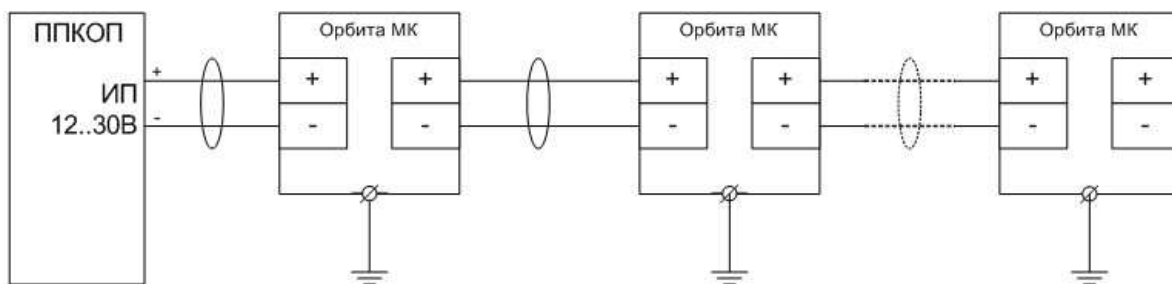 ППКОП
Орбита МК
Орбита МК
Орбита МК
+
+ + + + + +
ИП
12..30В
-
- - - - - -